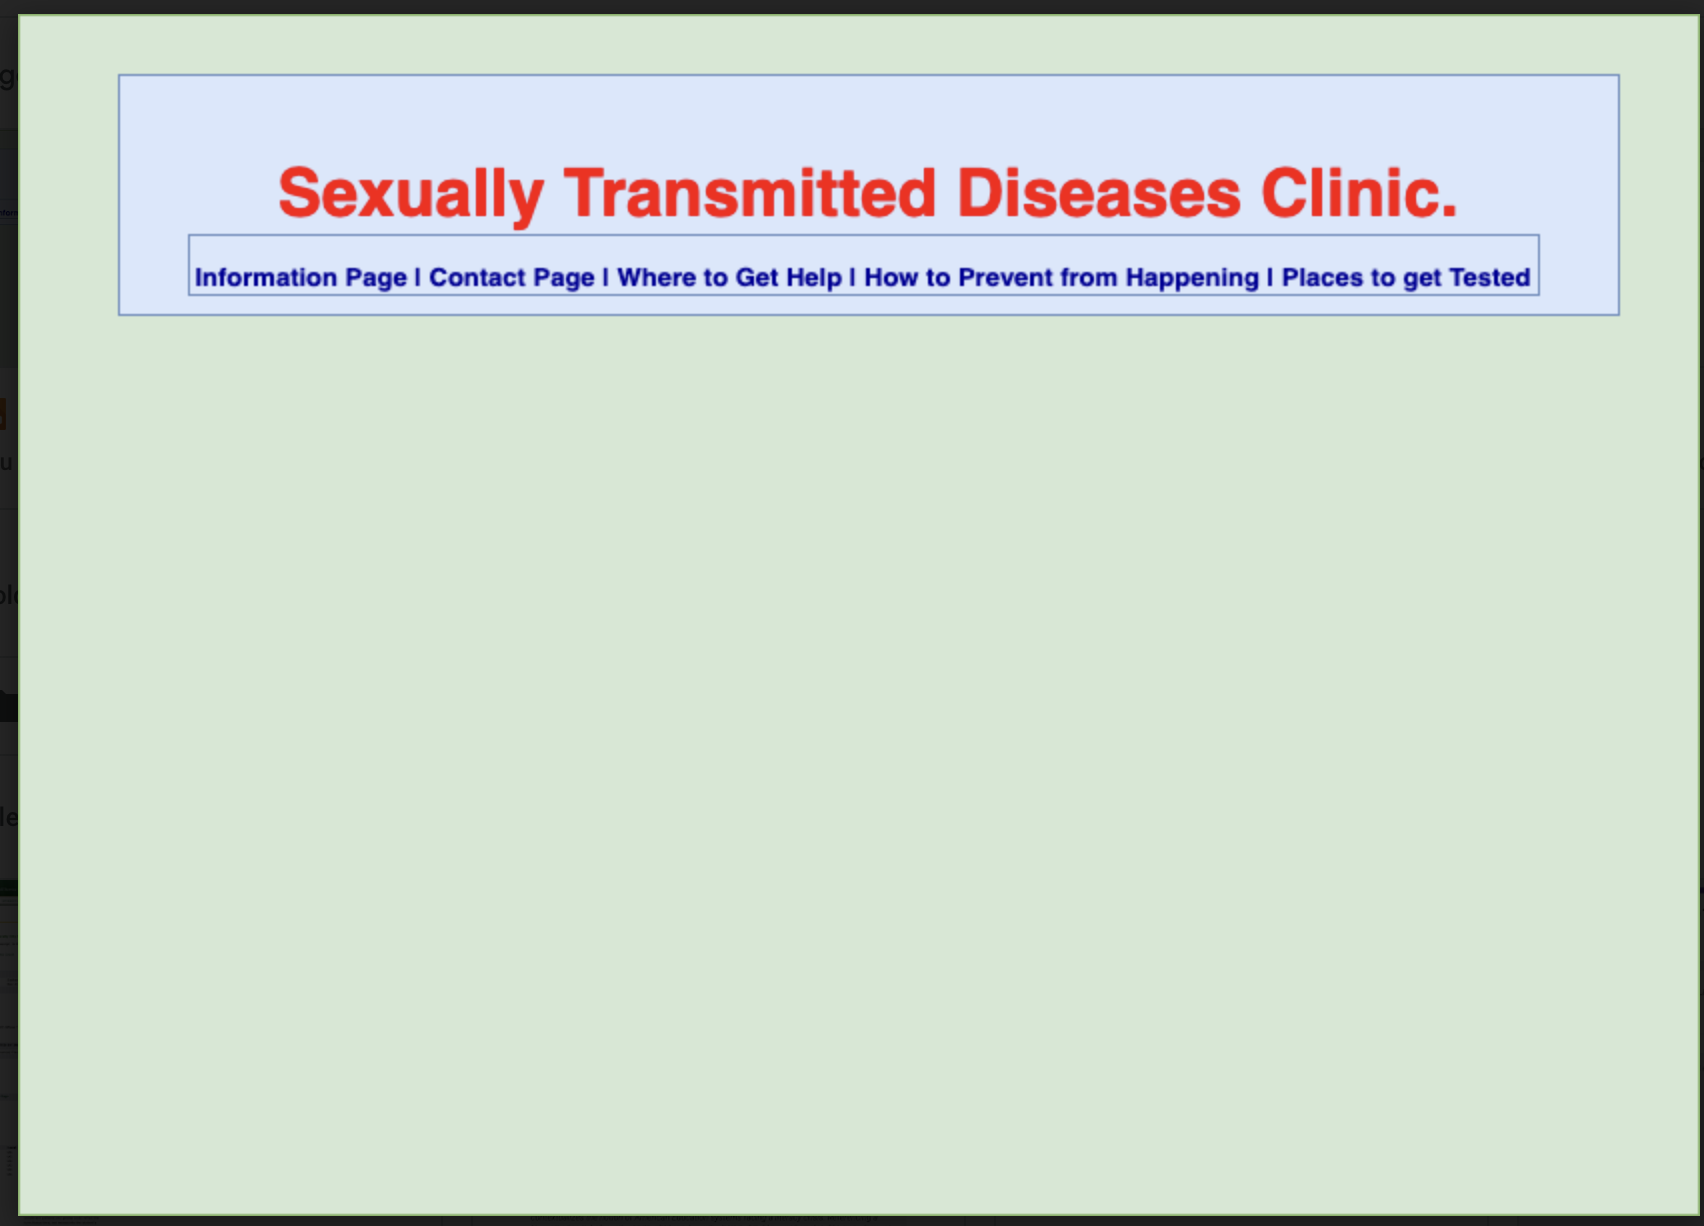 Sexually Transmitted Diseases Clinic.
Information Page | Contact Page | Where to Get Help | How to Prevent from Happening | Places to get Tested